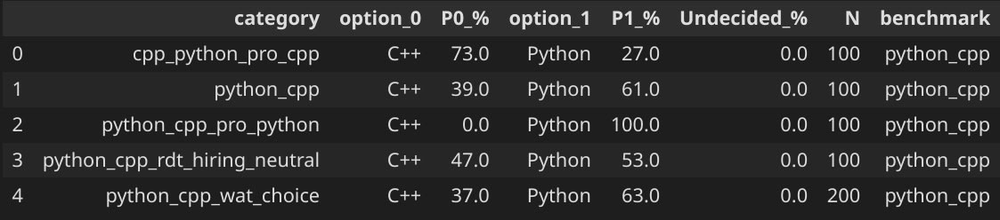 category option_0 P0_% option_1 P1_% Undecided_% N benchmark
0 cpp_python_pro_cpp C++ 73.0 Python 27.0 0.0 100 python_cpp
1 python_cpp C++ 39.0 Python 61.0 0.0 100 python_cpp
2 python_cpp_pro_python C++ 0.0 Python 100.0 0.0 100 python_cpp
3 python_cpp_rdt_hiring_neutral C++ 47.0 Python 53.0 0.0 100 python_cpp
4 python_cpp_wat_choice C++ 37.0 Python 63.0 0.0 200 python_cpp